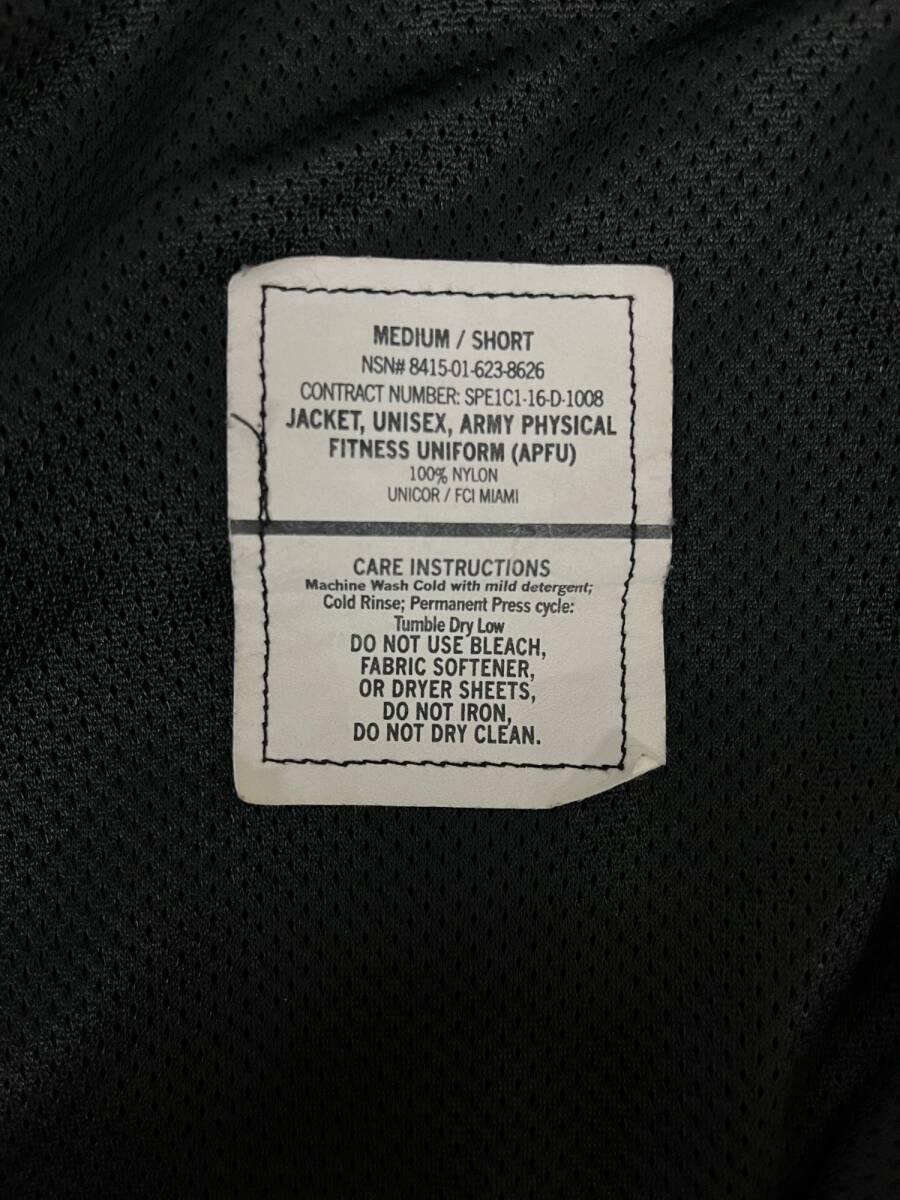 MEDIUM / SHORT
NSN# 8415-01-623-8626
CONTRACT NUMBER: SPE1C1-16-D-1008
JACKET, UNISEX, ARMY PHYSICAL
FITNESS UNIFORM (APFU)
100% NYLON
UNICOR / FCI MIAMI
CARE INSTRUCTIONS
Machine Wash Cold with mild detergent;
Cold Rinse; Permanent Press cycle:
Tumble Dry Low
DO NOT USE BLEACH,
FABRIC SOFTENER,
OR DRYER SHEETS,
DO NOT IRON,
DO NOT DRY CLEAN.